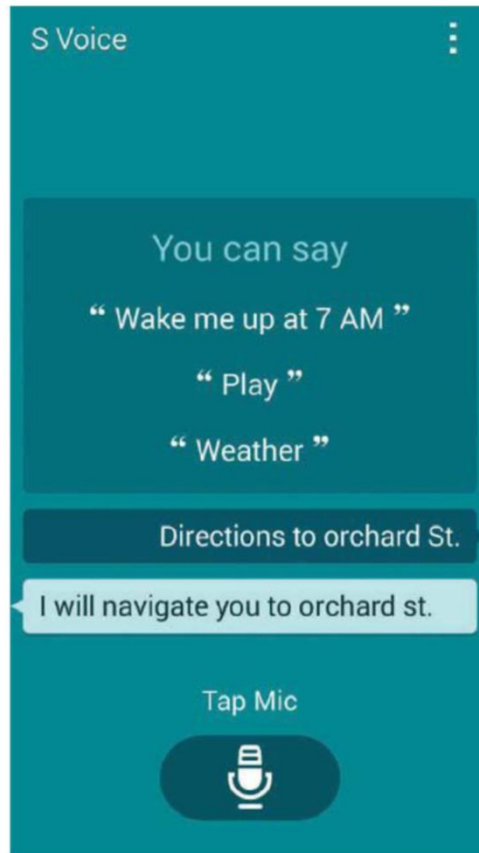 S Voice
You can say
“ Wake me up at 7 AM ”
“ Play ”
“ Weather ”
Directions to orchard St.
I will navigate you to orchard st.
Tap Mic